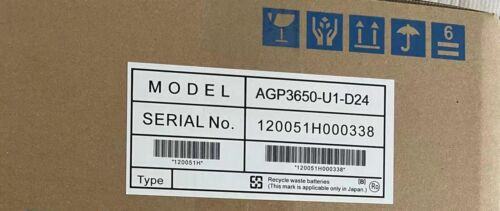 6
MODEL AGP3650-U1-D24
SERIAL No. 120051H000338
"120051H" "120051H000338"
Type Recycle waste batteries
(This mark is applicable only in Japan.)